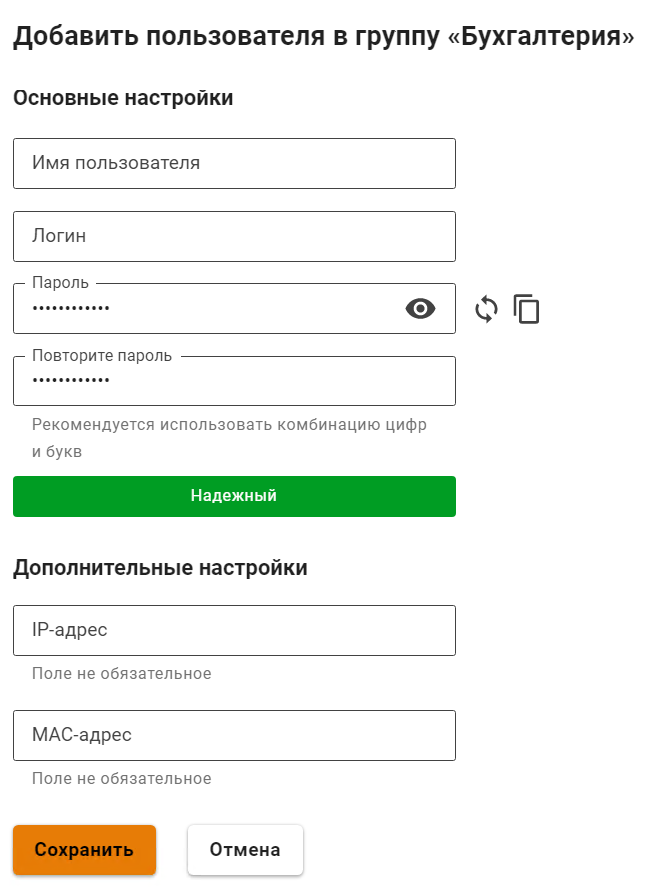 Добавить пользователя в группу «Бухгалтерия»
Основные настройки
Имя пользователя
Логин
Пароль
••••••••••••
Повторите пароль
••••••••••••
Рекомендуется использовать комбинацию цифр
и букв
Надежный
Дополнительные настройки
IP-адрес
Поле не обязательное
MAC-адрес
Поле не обязательное
Сохранить
Отмена